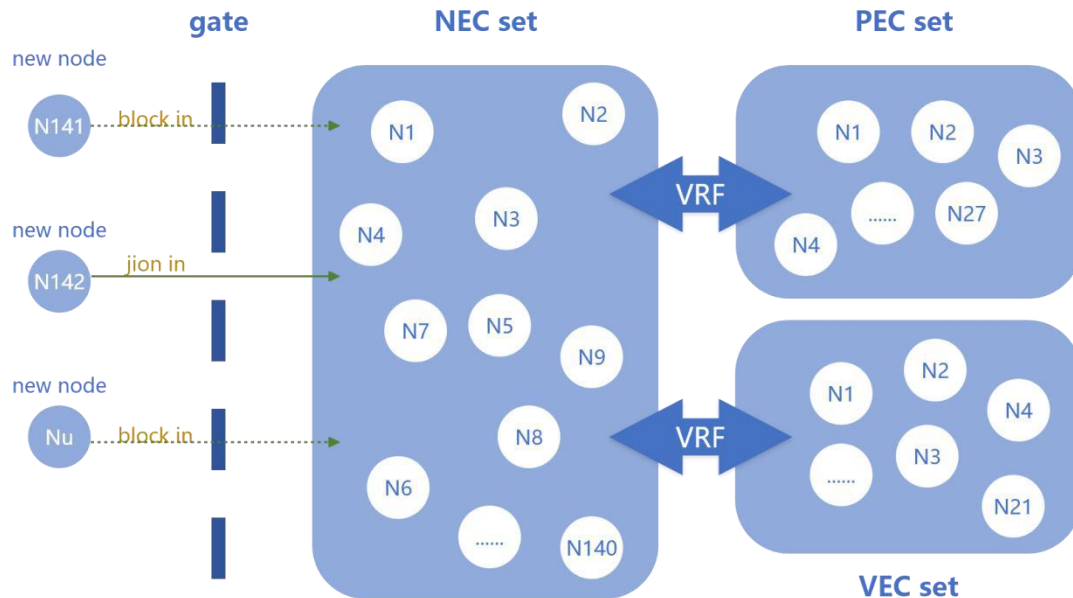 gate
NEC set
PEC set
new node
N141
block in
new node
N142
jion in
new node
Nu
block in
N1
N2
N3
N4
N7
N5
N9
N8
N6
......
N140
VRF
VRF
N1
N2
N3
......
N27
N4
N1
N2
N4
N3
......
N21
VEC set